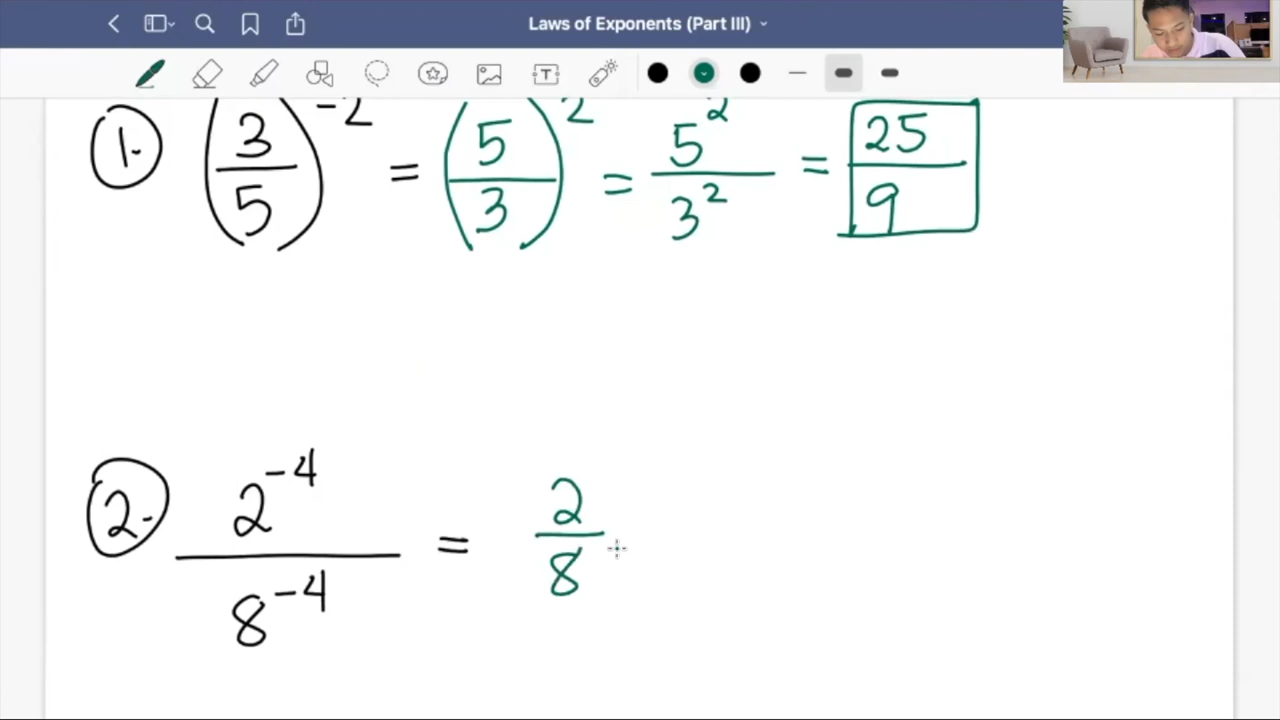 Laws of Exponents (Part III)
1. (3/5)^-2 = (5/3)^2 = 5^2/3^2 = 25/9
2. 2^-4/8^-4 = 2/8